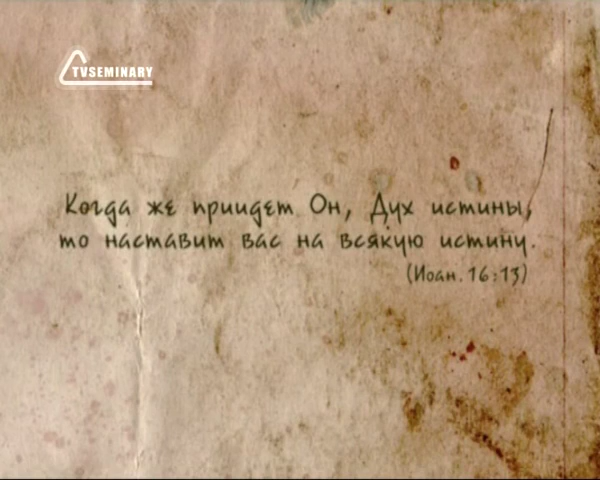 TVSEMINARY
Когда же приидет Он, Дух истины,
то наставит вас на всякую истину.
(Иоан. 16:13)